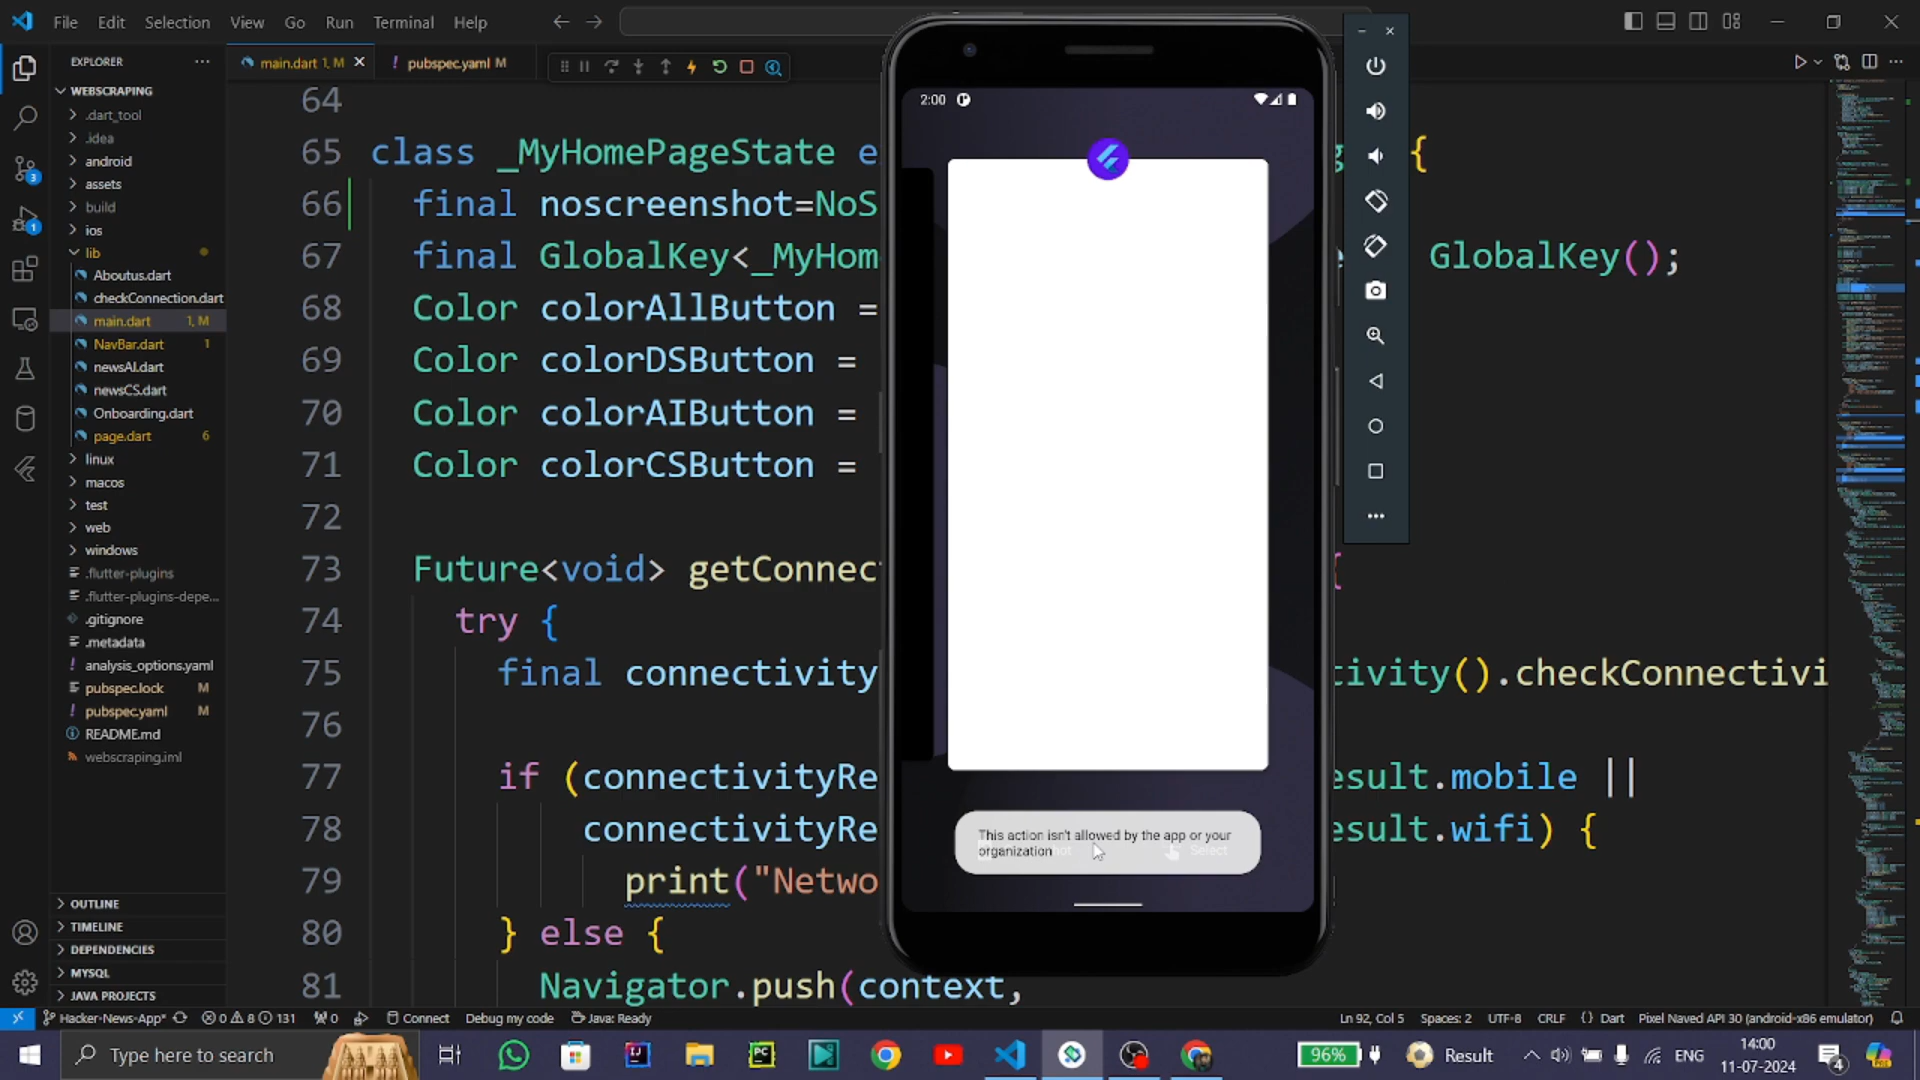 File Edit Selection View Go Run Terminal Help
EXPLORER
main.dart 1, M
pubspec.yaml M
WEBSCRAPING
.dart_tool
.idea
android
assets
build
ios
lib
Aboutus.dart
checkConnection.dart
main.dart 1, M
NavBar.dart 1
newsAI.dart
newsCS.dart
Onboarding.dart
page.dart 6
linux
macos
test
web
windows
.flutter-plugins
.flutter-plugins-depe...
.gitignore
.metadata
analysis_options.yaml
pubspec.lock M
pubspec.yaml M
README.md
webscraping.iml
OUTLINE
TIMELINE
DEPENDENCIES
MYSQL
JAVA PROJECTS
3
1
64
65 class _MyHomePageState e {
66 final noscreenshot=NoS
67 final GlobalKey<_MyHom GlobalKey();
68 Color colorAllButton =
69 Color colorDSButton =
70 Color colorAIButton =
71 Color colorCSButton =
72
73 Future<void> getConnec {
74 try {
75 final connectivity tivity().checkConnectivi
76
77 if (connectivityRe esult.mobile ||
78 connectivityRe esult.wifi) {
79 print("Netwo
80 } else {
81 Navigator.push(context,
2:00
This action isn't allowed by the app or your
organization
Select
Hacker-News-App* 0 8 131 0 Connect Debug my code Java: Ready
Ln 92, Col 5 Spaces: 2 UTF-8 CRLF {} Dart Pixel Naved API 30 (android-x86 emulator)
Type here to search
96%
Result
ENG
14:00
11-07-2024
4